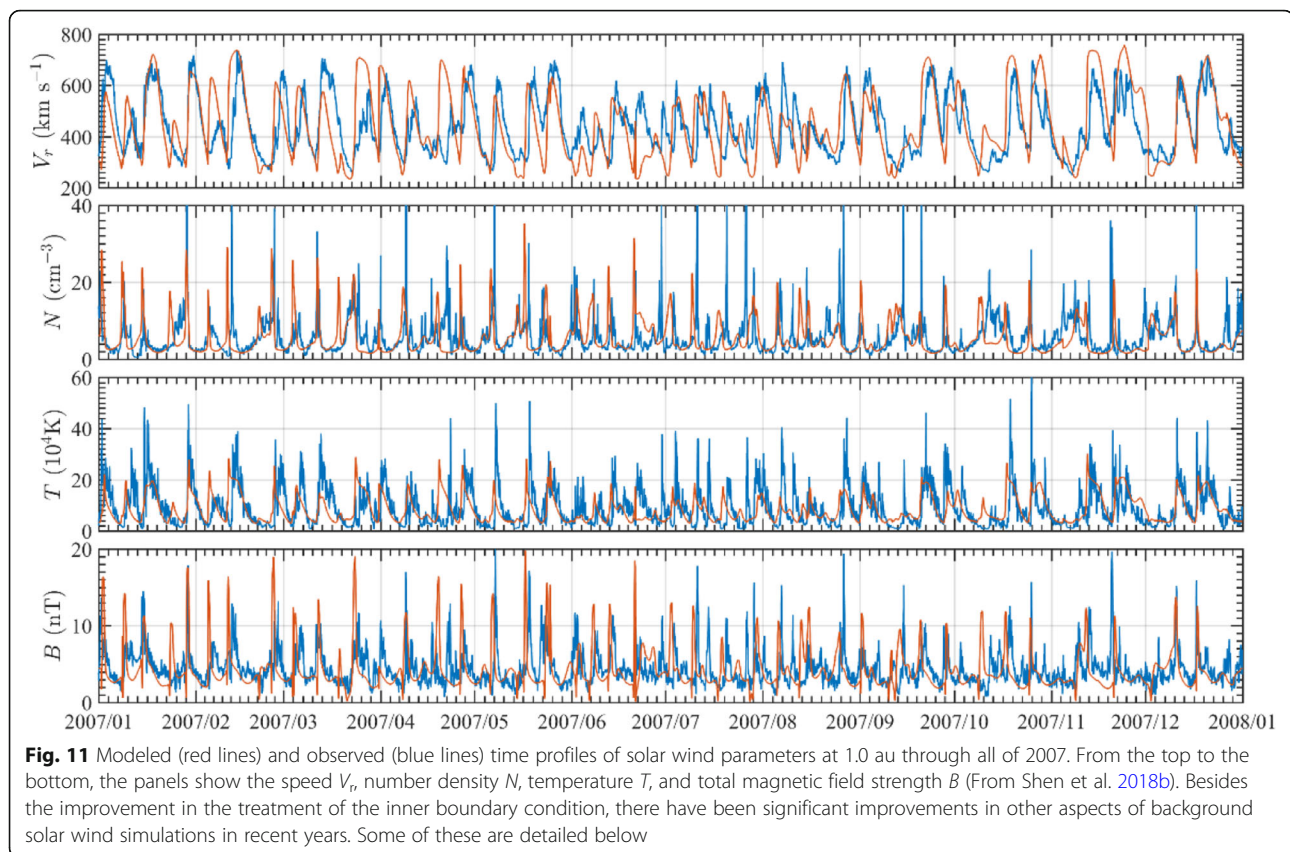 800
600
400
200
V_r (km s⁻¹)
40
20
0
N (cm⁻³)
60
40
20
0
T (10⁴K)
20
10
0
B (nT)
2007/01 2007/02 2007/03 2007/04 2007/05 2007/06 2007/07 2007/08 2007/09 2007/10 2007/11 2007/12 2008/01
Fig. 11 Modeled (red lines) and observed (blue lines) time profiles of solar wind parameters at 1.0 au through all of 2007. From the top to the
bottom, the panels show the speed Vr, number density N, temperature T, and total magnetic field strength B (From Shen et al. 2018b). Besides
the improvement in the treatment of the inner boundary condition, there have been significant improvements in other aspects of background
solar wind simulations in recent years. Some of these are detailed below